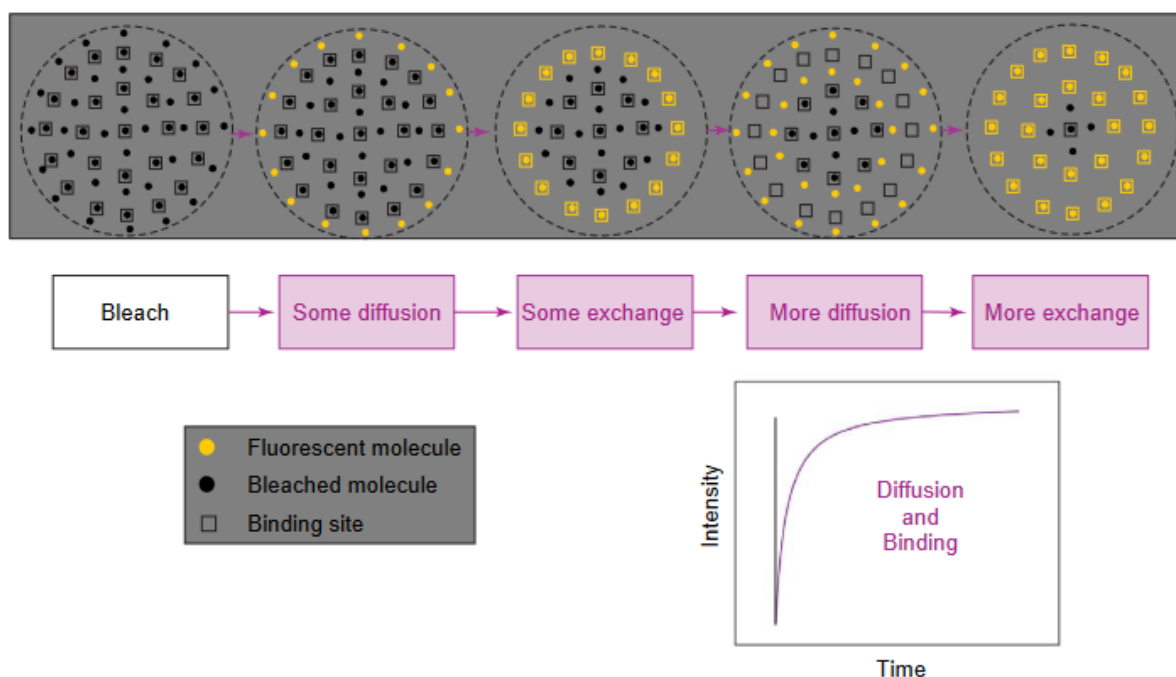 Bleach
Some diffusion
Some exchange
More diffusion
More exchange
Fluorescent molecule
Bleached molecule
Binding site
Intensity
Diffusion
and
Binding
Time